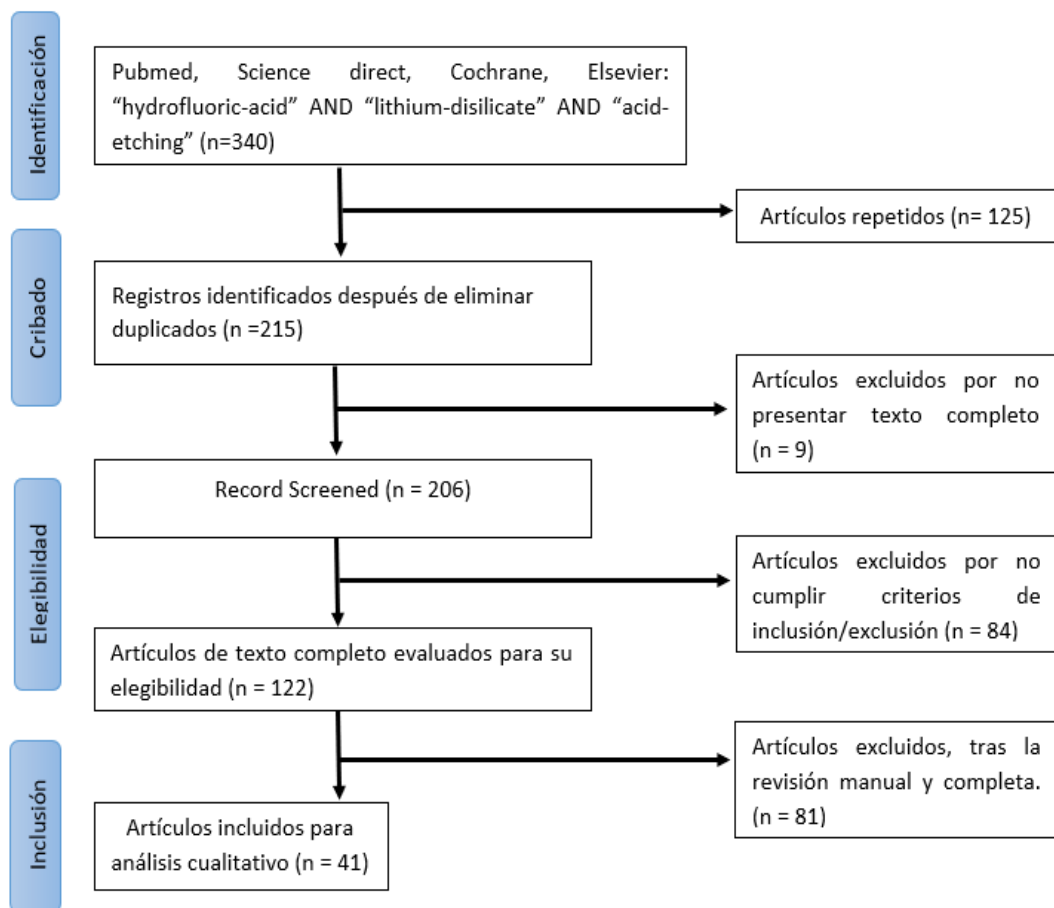 Identificación
Pubmed, Science direct, Cochrane, Elsevier:
“hydrofluoric-acid” AND “lithium-disilicate” AND “acid-
etching” (n=340)
Artículos repetidos (n= 125)
Cribado
Registros identificados después de eliminar
duplicados (n =215)
Artículos excluidos por no
presentar texto completo
(n = 9)
Elegibilidad
Record Screened (n = 206)
Artículos excluidos por no
cumplir criterios de
inclusión/exclusión (n = 84)
Artículos de texto completo evaluados para su
elegibilidad (n = 122)
Inclusión
Artículos excluidos, tras la
revisión manual y completa.
(n = 81)
Artículos incluidos para
análisis cualitativo (n = 41)